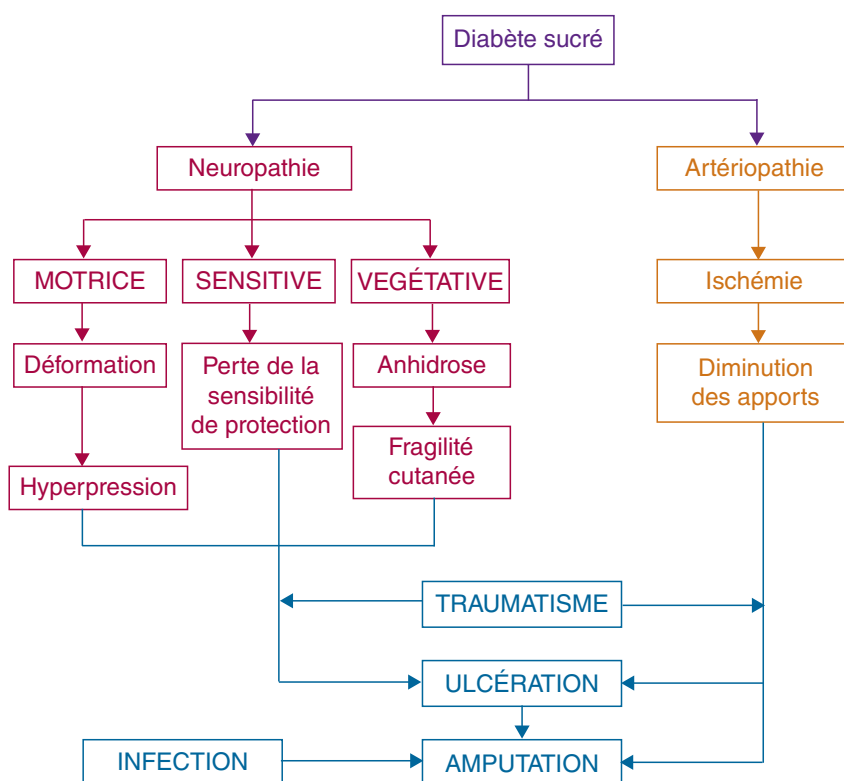 Diabète sucré
Neuropathie
Artériopathie
MOTRICE
SENSITIVE
VEGÉTATIVE
Ischémie
Déformation
Perte de la
sensibilité
de protection
Anhidrose
Diminution
des apports
Fragilité
cutanée
Hyperpression
TRAUMATISME
ULCÉRATION
INFECTION
AMPUTATION